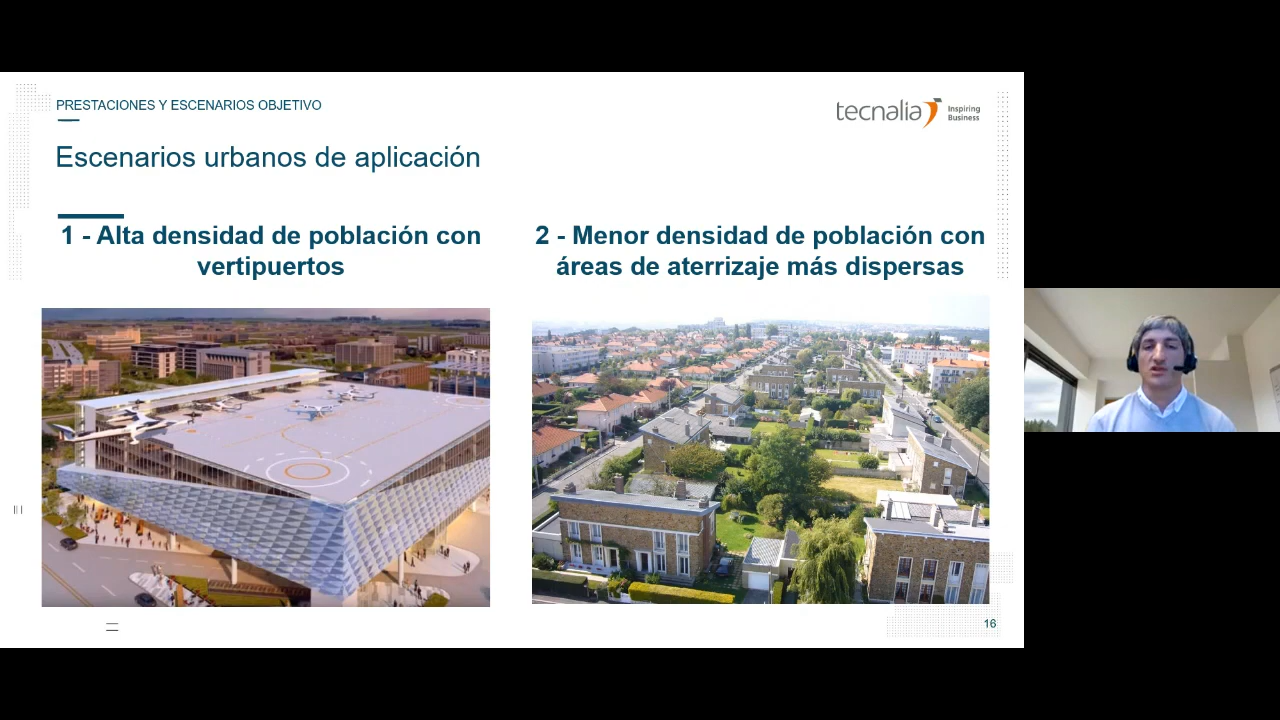 PRESTACIONES Y ESCENARIOS OBJETIVO
tecnalia Inspiring
Business
Escenarios urbanos de aplicación
1 - Alta densidad de población con
vertipuertos
2 - Menor densidad de población con
áreas de aterrizaje más dispersas
16